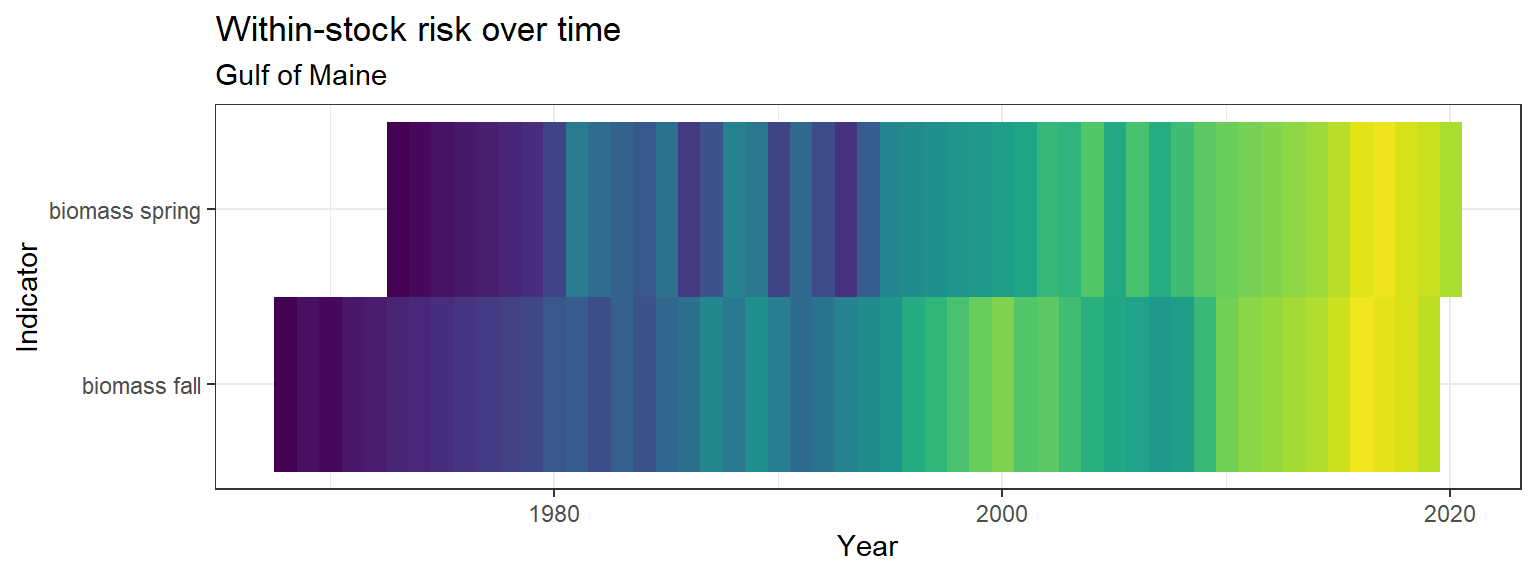 Within-stock risk over time
Gulf of Maine
Indicator
biomass spring
biomass fall
1980
2000
2020
Year